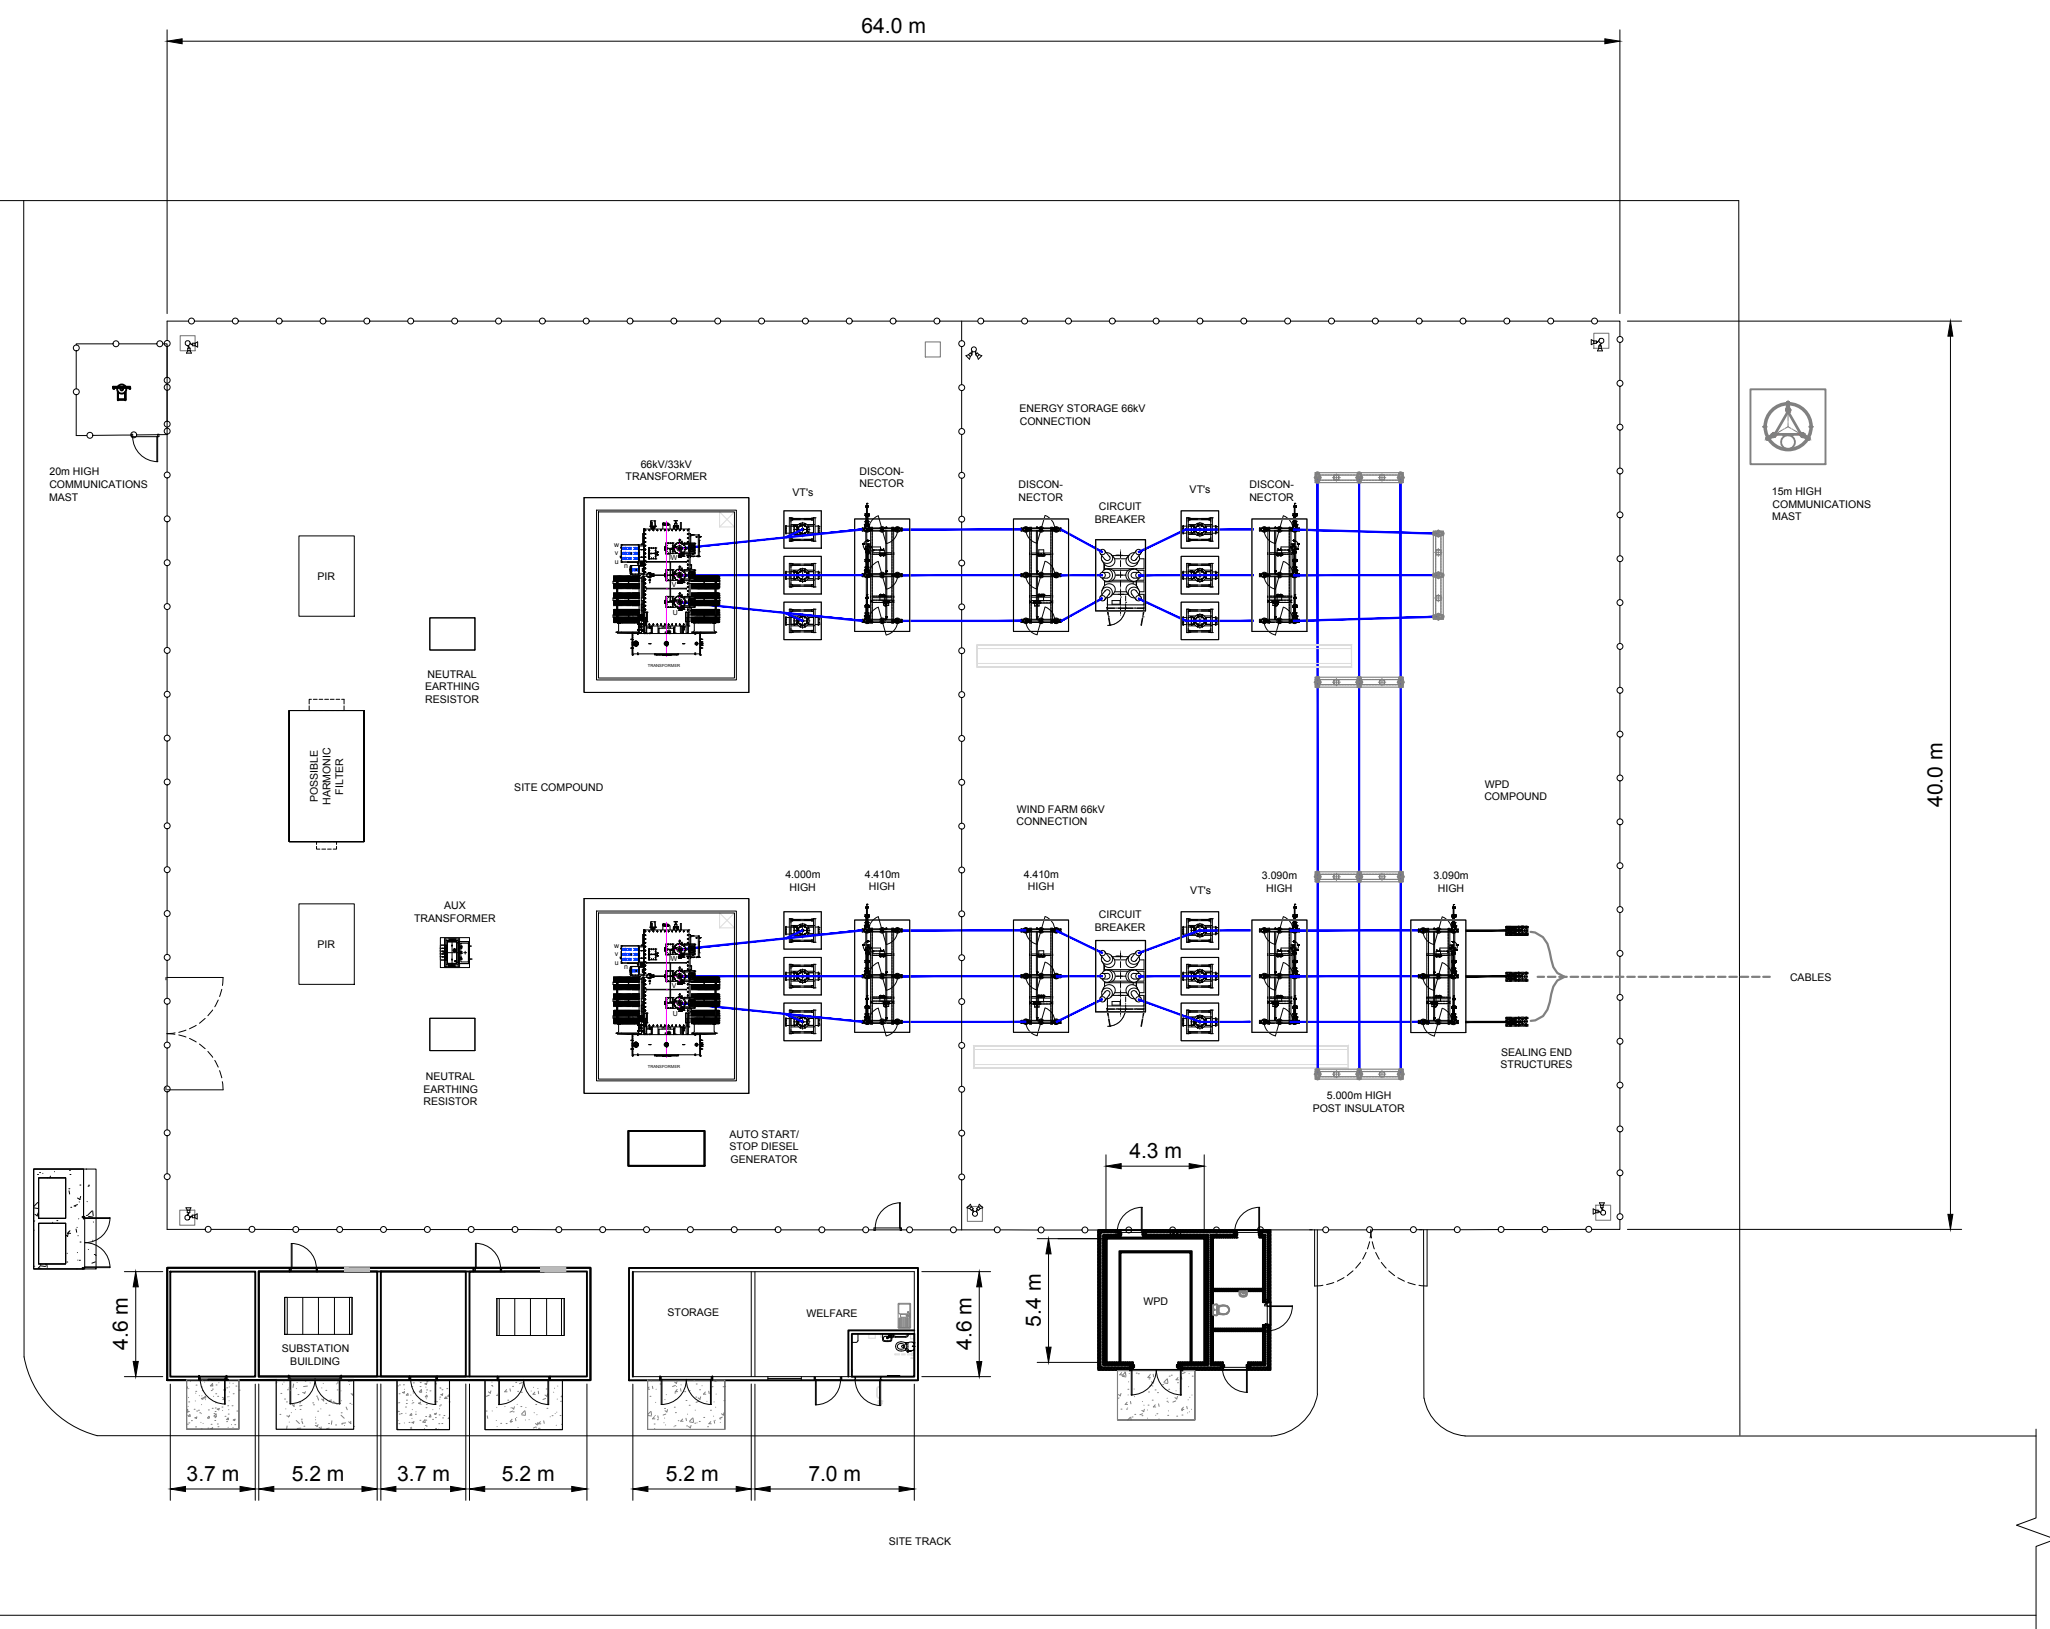 64.0 m
ENERGY STORAGE 66kV
CONNECTION
20m HIGH
COMMUNICATIONS
MAST
66kV/33kV
TRANSFORMER
VT's
DISCON-
NECTOR
DISCON-
NECTOR
CIRCUIT
BREAKER
VT's
DISCON-
NECTOR
15m HIGH
COMMUNICATIONS
MAST
PIR
W
V
U
n
W
V
U
TRANSFORMER
NEUTRAL
EARTHING
RESISTOR
POSSIBLE
HARMONIC
FILTER
SITE COMPOUND
WIND FARM 66kV
CONNECTION
WPD
COMPOUND
40.0 m
4.000m
HIGH
4.410m
HIGH
4.410m
HIGH
VT's
3.090m
HIGH
3.090m
HIGH
AUX
TRANSFORMER
CIRCUIT
BREAKER
PIR
W
V
U
n
W
V
U
TRANSFORMER
CABLES
NEUTRAL
EARTHING
RESISTOR
SEALING END
STRUCTURES
5.000m HIGH
POST INSULATOR
AUTO START/
STOP DIESEL
GENERATOR
4.3 m
4.6 m
SUBSTATION
BUILDING
STORAGE
WELFARE
4.6 m
5.4 m
WPD
3.7 m
5.2 m
3.7 m
5.2 m
5.2 m
7.0 m
SITE TRACK